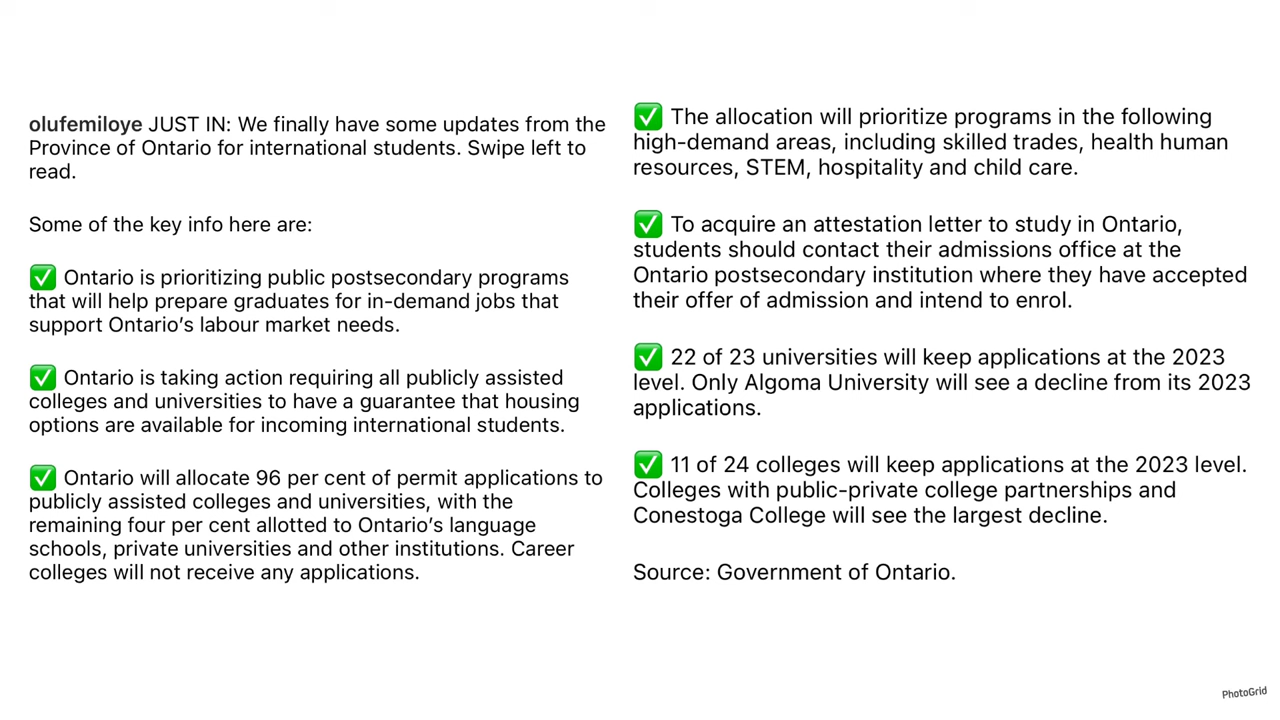 olufemiloye JUST IN: We finally have some updates from the
Province of Ontario for international students. Swipe left to
read.
Some of the key info here are:
✅ Ontario is prioritizing public postsecondary programs
that will help prepare graduates for in-demand jobs that
support Ontario’s labour market needs.
✅ Ontario is taking action requiring all publicly assisted
colleges and universities to have a guarantee that housing
options are available for incoming international students.
✅ Ontario will allocate 96 per cent of permit applications to
publicly assisted colleges and universities, with the
remaining four per cent allotted to Ontario’s language
schools, private universities and other institutions. Career
colleges will not receive any applications.
✅ The allocation will prioritize programs in the following
high-demand areas, including skilled trades, health human
resources, STEM, hospitality and child care.
✅ To acquire an attestation letter to study in Ontario,
students should contact their admissions office at the
Ontario postsecondary institution where they have accepted
their offer of admission and intend to enrol.
✅ 22 of 23 universities will keep applications at the 2023
level. Only Algoma University will see a decline from its 2023
applications.
✅ 11 of 24 colleges will keep applications at the 2023 level.
Colleges with public-private college partnerships and
Conestoga College will see the largest decline.
Source: Government of Ontario.
PhotoGrid